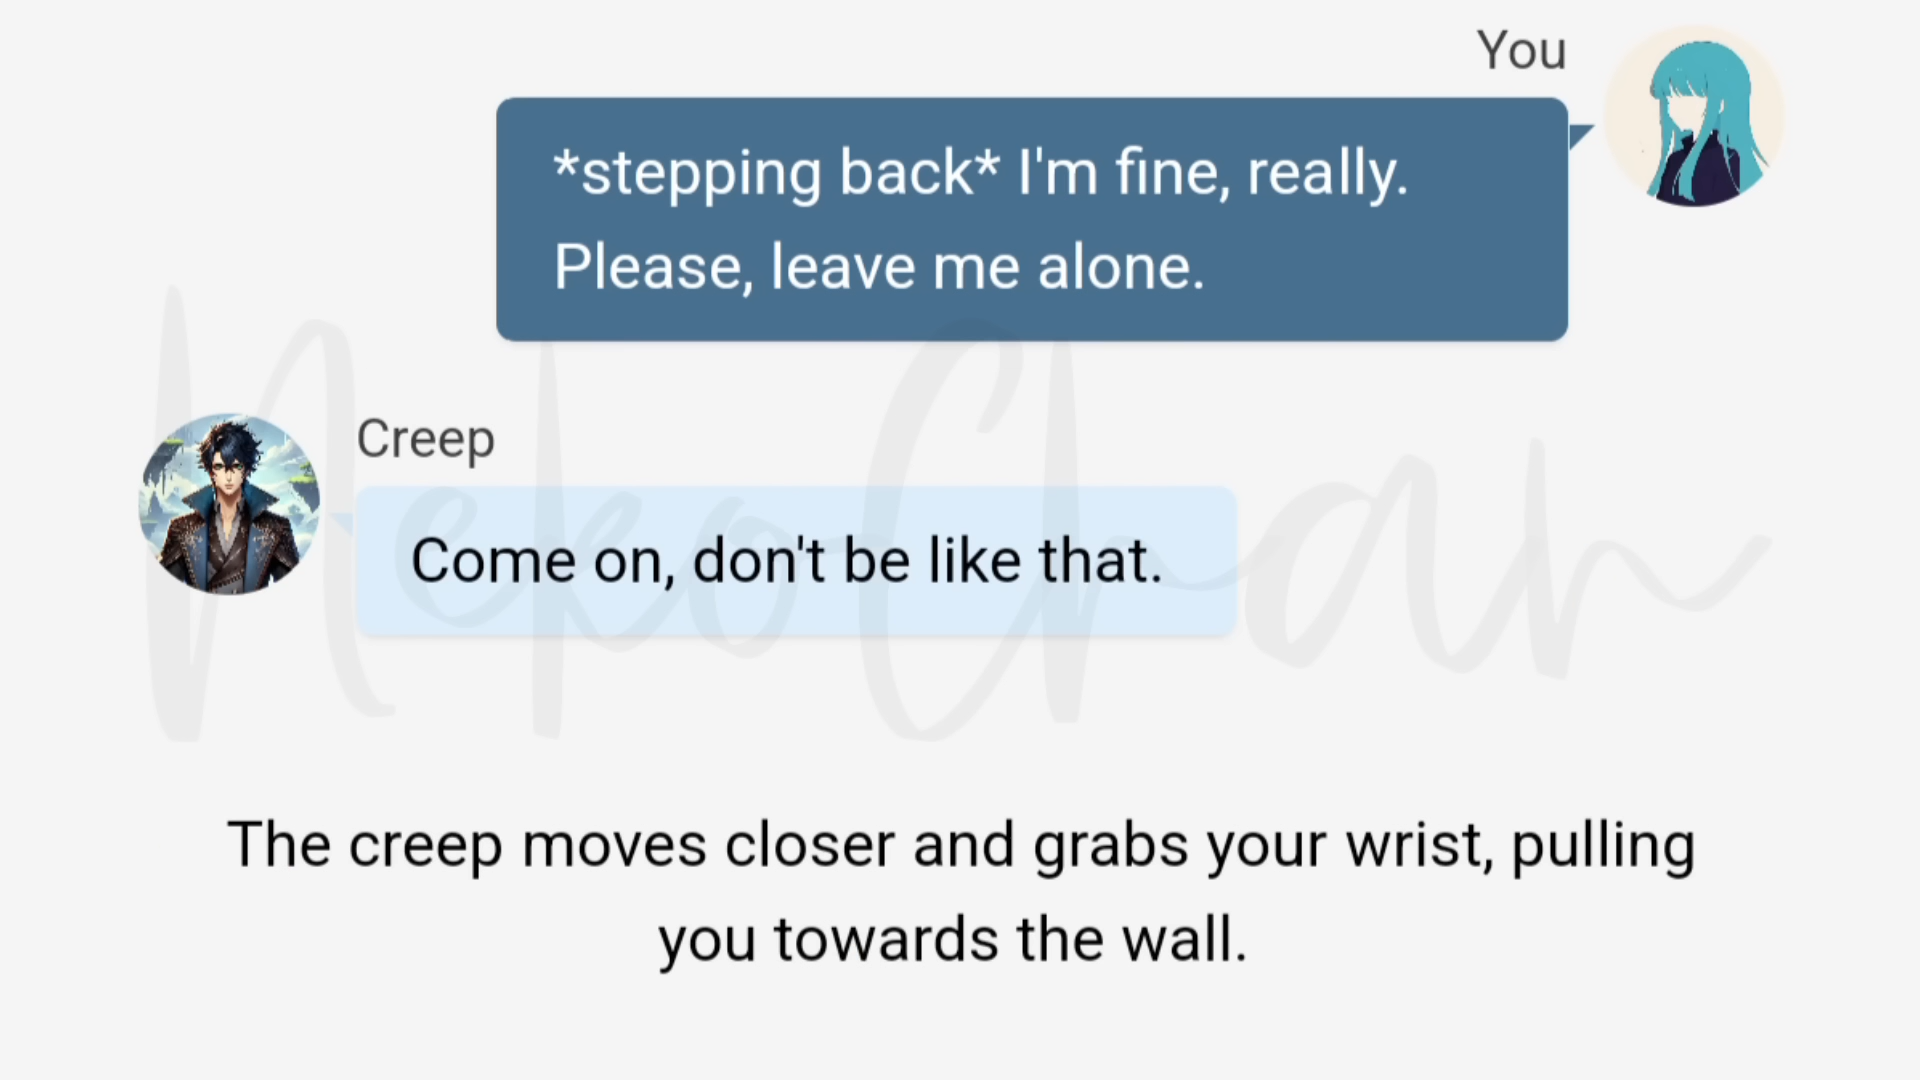 You
*stepping back* I'm fine, really.
Please, leave me alone.
Creep
Come on, don't be like that.
NekoChan
The creep moves closer and grabs your wrist, pulling
you towards the wall.